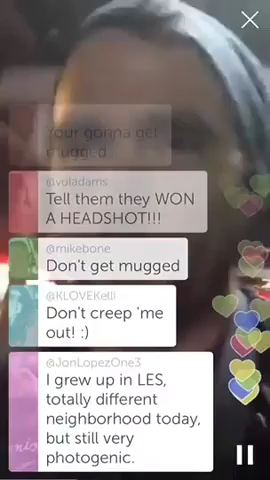 Your gonna get
mugged
@voladams
Tell them they WON
A HEADSHOT!!!
@mikebone
Don't get mugged
@KLOVEKelli
Don't creep 'me
out! :)
@JonLopezOne3
I grew up in LES,
totally different
neighborhood today,
but still very
photogenic.